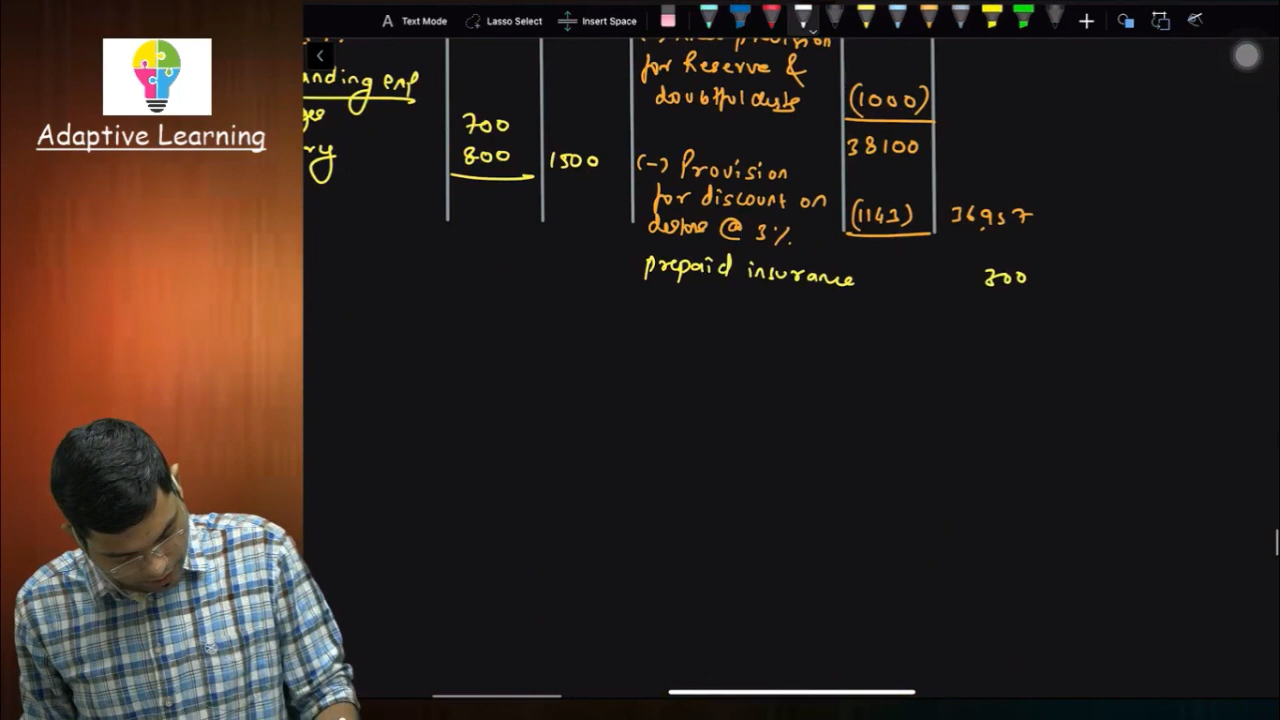 A Text Mode
Lasso Select
Insert Space
Adaptive Learning
anding exp
ry
700
800 1500
for Reserve &
doubtful debts (1000)
38100
(-) Provision
for discount on
@ 3% (1143) 36957
prepaid insurance 300